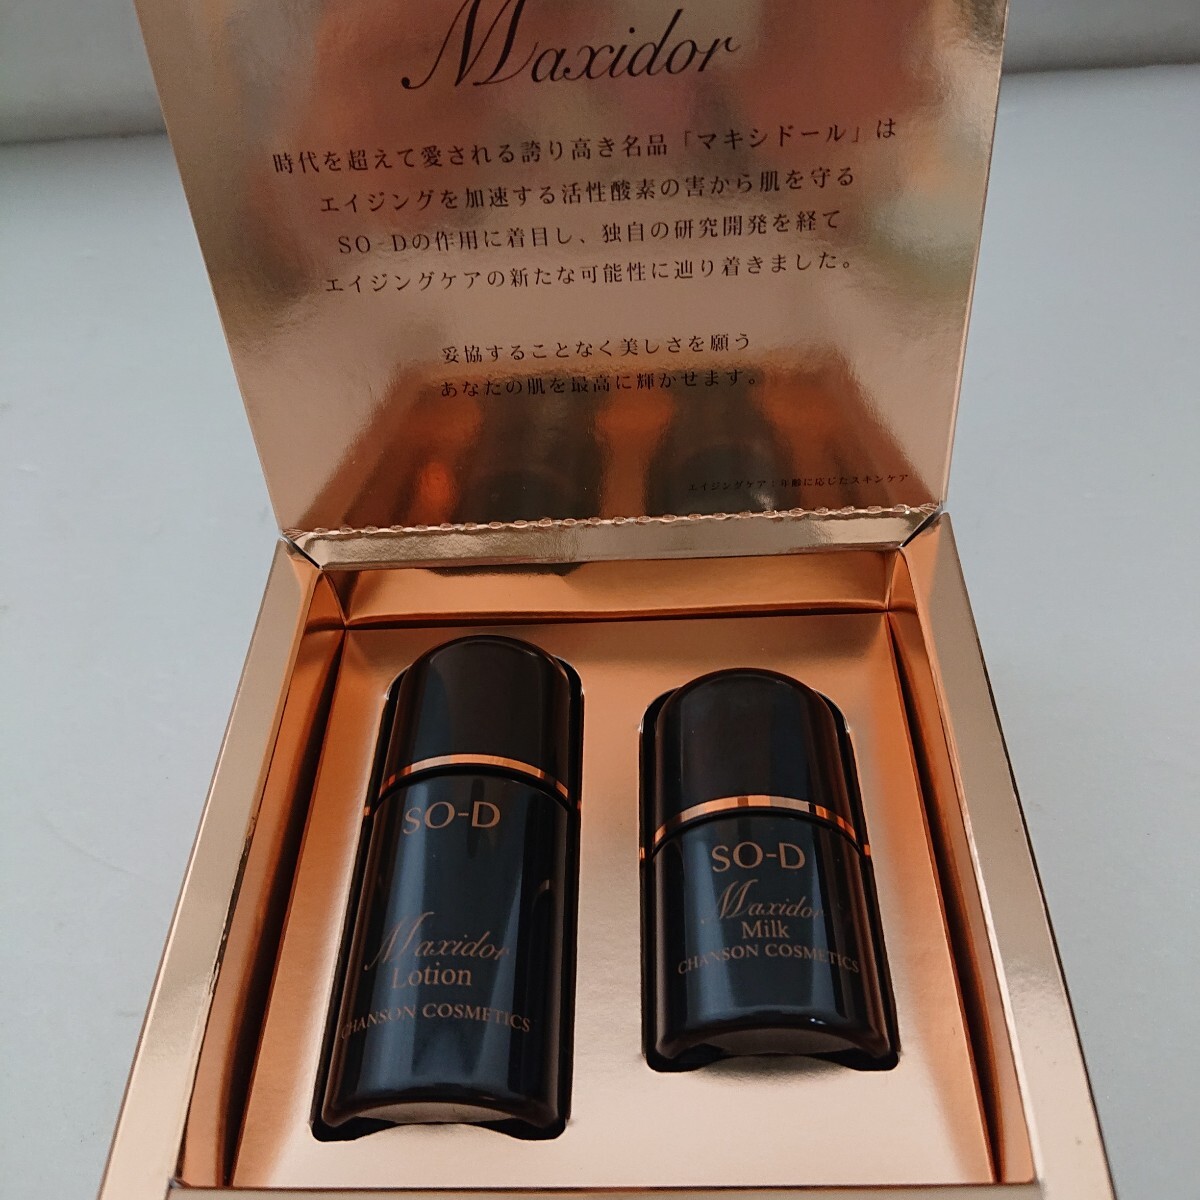 Maxidor
時代を超えて愛される誇り高き名品「マキシドール」は
エイジングを加速する活性酸素の害から肌を守る
SO-Dの作用に着目し、独自の研究開発を経て
エイジングケアの新たな可能性に辿り着きました。
妥協することなく美しさを願う
あなたの肌を最高に輝かせます。
エイジングケア:年齢に応じたスキンケア
SO-D
Maxidor
Lotion
CHANSON COSMETICS
SO-D
Maxidor
Milk
CHANSON COSMETICS